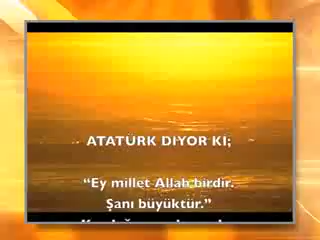 ATATÜRK DIYOR KI;
“Ey millet Allah birdir.
Şanı büyüktür.”